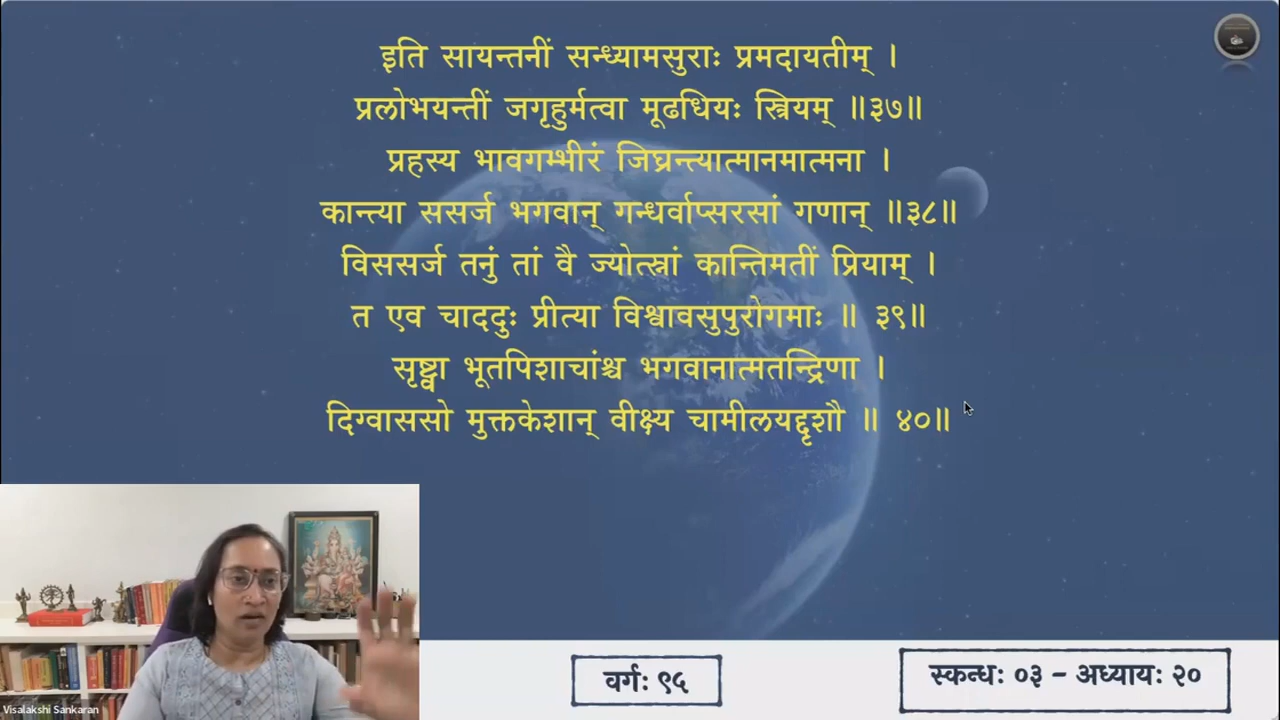 इति सायन्तनीं सन्ध्यामसुराः प्रमदायतीम् ।
प्रलोभयन्तीं जगृहुर्मत्वा मूढधियः स्त्रियम् ॥३७॥
प्रहस्य भावगम्भीरं जिघ्रन्त्यात्मानमात्मना ।
कान्त्या ससर्ज भगवान् गन्धर्वाप्सरसां गणान् ॥३८॥
विससर्ज तनुं तां वै ज्योत्स्नां कान्तिमतीं प्रियाम् ।
त एव चाददुः प्रीत्या विश्वावसुपुरोगमाः ॥ ३९॥
सृष्ट्वा भूतपिशाचांश्च भगवानात्मतन्द्रिणा ।
दिग्वाससो मुक्तकेशान् वीक्ष्य चामीलयद्दृशौ ॥ ४०॥
Visalakshi Sankaran
वर्गः ९५
स्कन्धः ०३ - अध्यायः २०